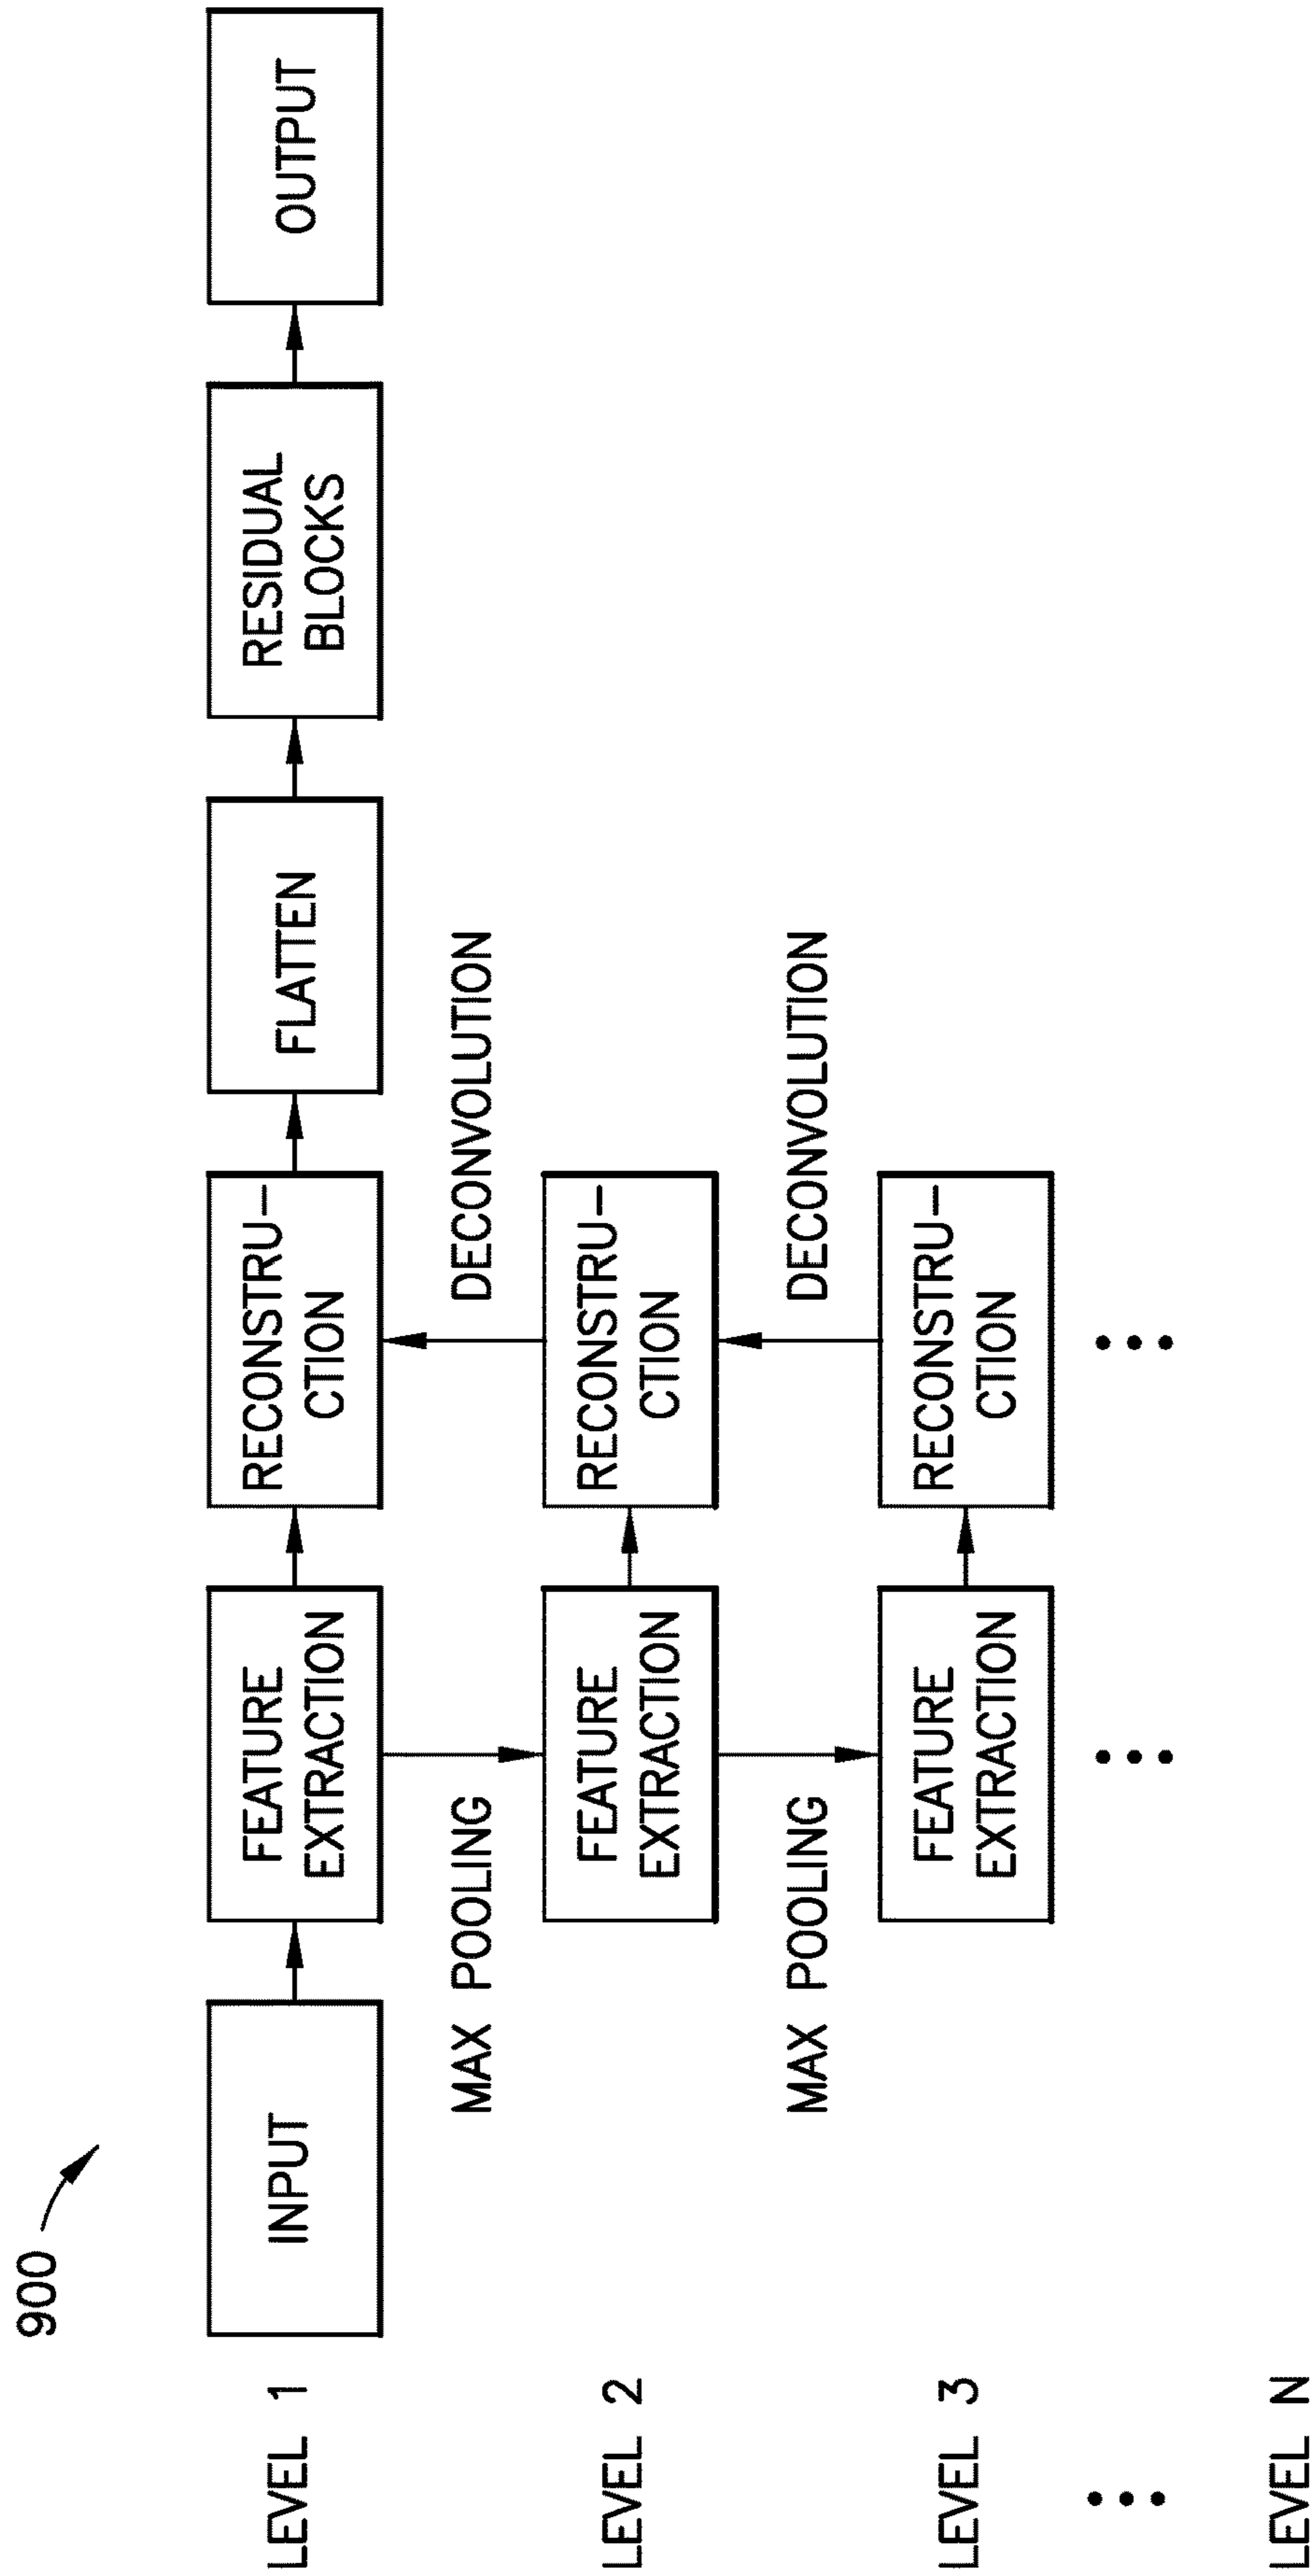 900
LEVEL 1
INPUT
FEATURE
EXTRACTION
RECONSTRU-
CTION
FLATTEN
RESIDUAL
BLOCKS
OUTPUT
MAX POOLING
DECONVOLUTION
LEVEL 2
FEATURE
EXTRACTION
RECONSTRU-
CTION
MAX POOLING
DECONVOLUTION
LEVEL 3
FEATURE
EXTRACTION
RECONSTRU-
CTION
LEVEL N